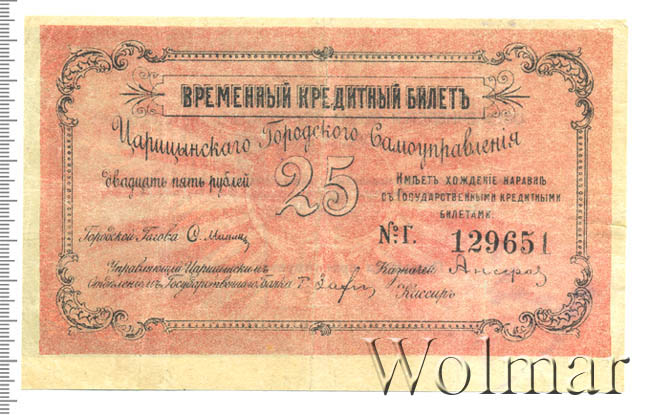 ВРЕМЕННЫЙ КРЕДИТНЫЙ БИЛЕТЪ
Царицынскаго Городского Самоуправленія
двадцать пять рублей
25
ИМѢЕТЪ ХОЖДЕНІЕ НАРАВНѢ
СЪ ГОСУДАРСТВЕННЫМИ КРЕДИТНЫМИ
БИЛЕТАМИ.
Городской Голова
№ Г. 129651
Управляющій Царицынскимъ
Отдѣленіемъ Государственнаго Банка
Казначей
Кассиръ
Wolmar